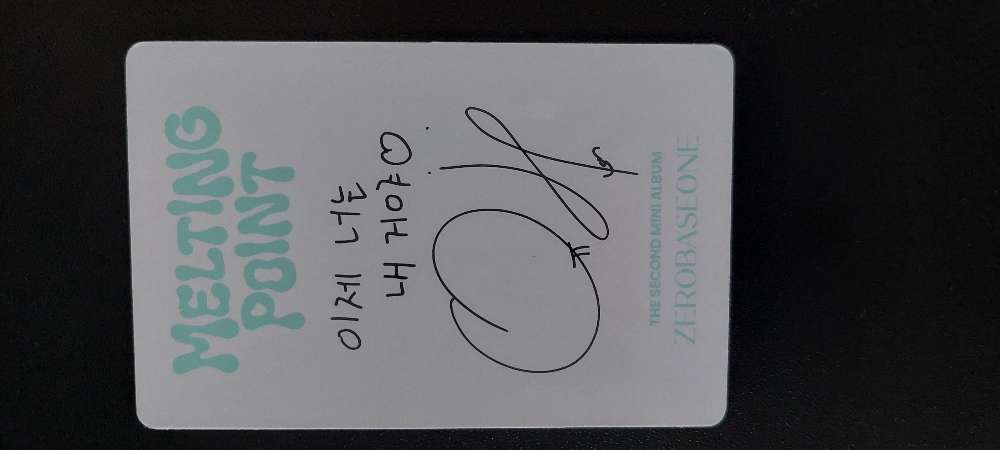 MELTING
POINT
이제 너는
내 거야♡
THE SECOND MINI ALBUM
ZEROBASEONE